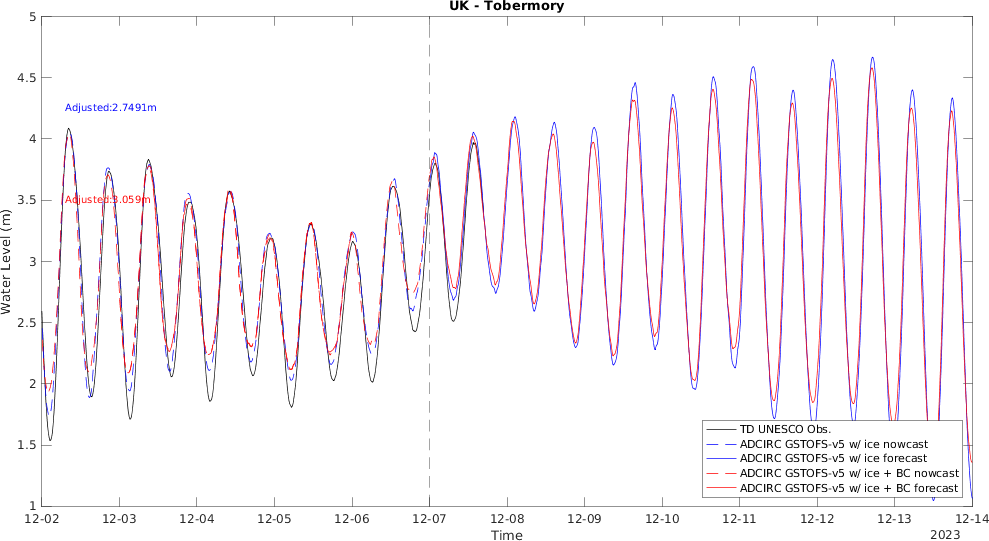 UK - Tobermory
5
4.5
4
3.5
3
2.5
2
1.5
1
Water Level (m)
Adjusted:2.7491m
Adjusted:3.059m
TD UNESCO Obs.
ADCIRC GSTOFS-v5 w/ ice nowcast
ADCIRC GSTOFS-v5 w/ ice forecast
ADCIRC GSTOFS-v5 w/ ice + BC nowcast
ADCIRC GSTOFS-v5 w/ ice + BC forecast
12-02 12-03 12-04 12-05 12-06 12-07 12-08 12-09 12-10 12-11 12-12 12-13 12-14
Time
2023